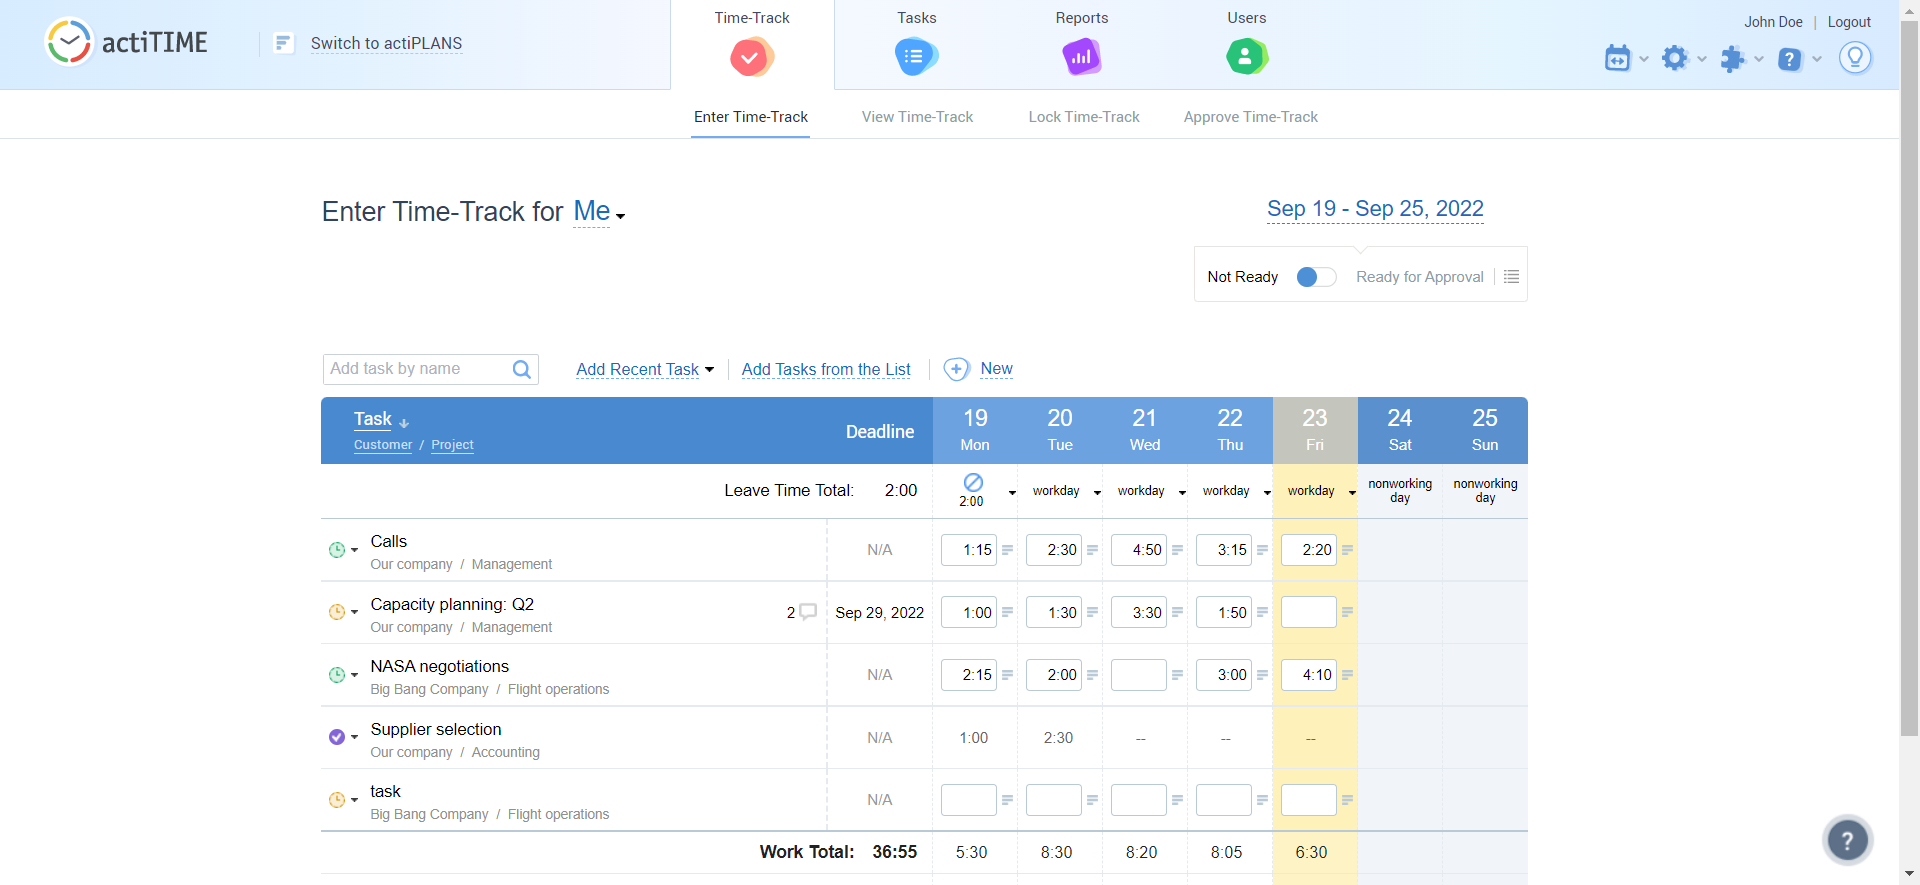 actiTIME
Switch to actiPLANS
Time-Track
Tasks
Reports
Users
John Doe | Logout
Enter Time-Track
View Time-Track
Lock Time-Track
Approve Time-Track
Enter Time-Track for Me
Sep 19 - Sep 25, 2022
Not Ready
Ready for Approval
Add task by name
Add Recent Task
Add Tasks from the List
New
Task
Customer / Project
Deadline
19 Mon
20 Tue
21 Wed
22 Thu
23 Fri
24 Sat
25 Sun
Leave Time Total: 2:00
2:00
workday
workday
workday
workday
nonworking day
nonworking day
Calls
Our company / Management
N/A 1:15 2:30 4:50 3:15 2:20
Capacity planning: Q2
Our company / Management
2 Sep 29, 2022 1:00 1:30 3:30 1:50
NASA negotiations
Big Bang Company / Flight operations
N/A 2:15 2:00 3:00 4:10
Supplier selection
Our company / Accounting
N/A 1:00 2:30 -- -- --
task
Big Bang Company / Flight operations
N/A
Work Total: 36:55 5:30 8:30 8:20 8:05 6:30
?